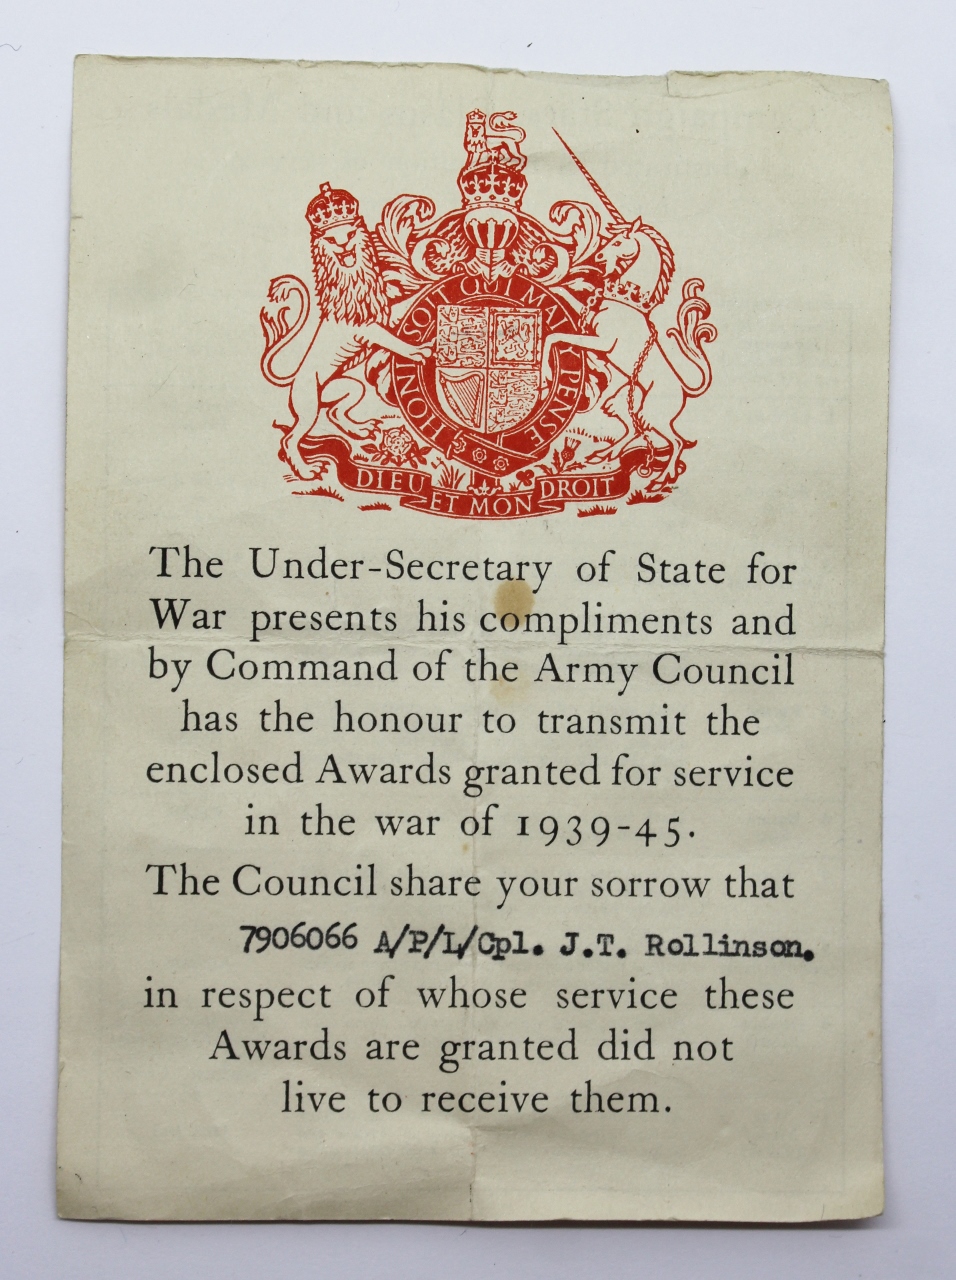 HONI SOIT QUI MAL Y PENSE
DIEU ET MON DROIT
The Under-Secretary of State for
War presents his compliments and
by Command of the Army Council
has the honour to transmit the
enclosed Awards granted for service
in the war of 1939-45.
The Council share your sorrow that
7906066 A/P/L/Cpl. J.T. Rollinson.
in respect of whose service these
Awards are granted did not
live to receive them.